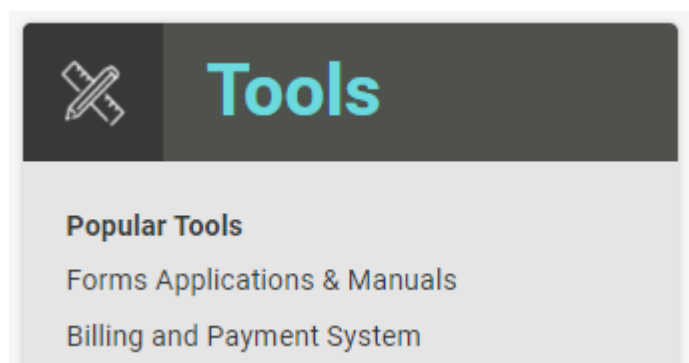 Tools
Popular Tools
Forms Applications & Manuals
Billing and Payment System